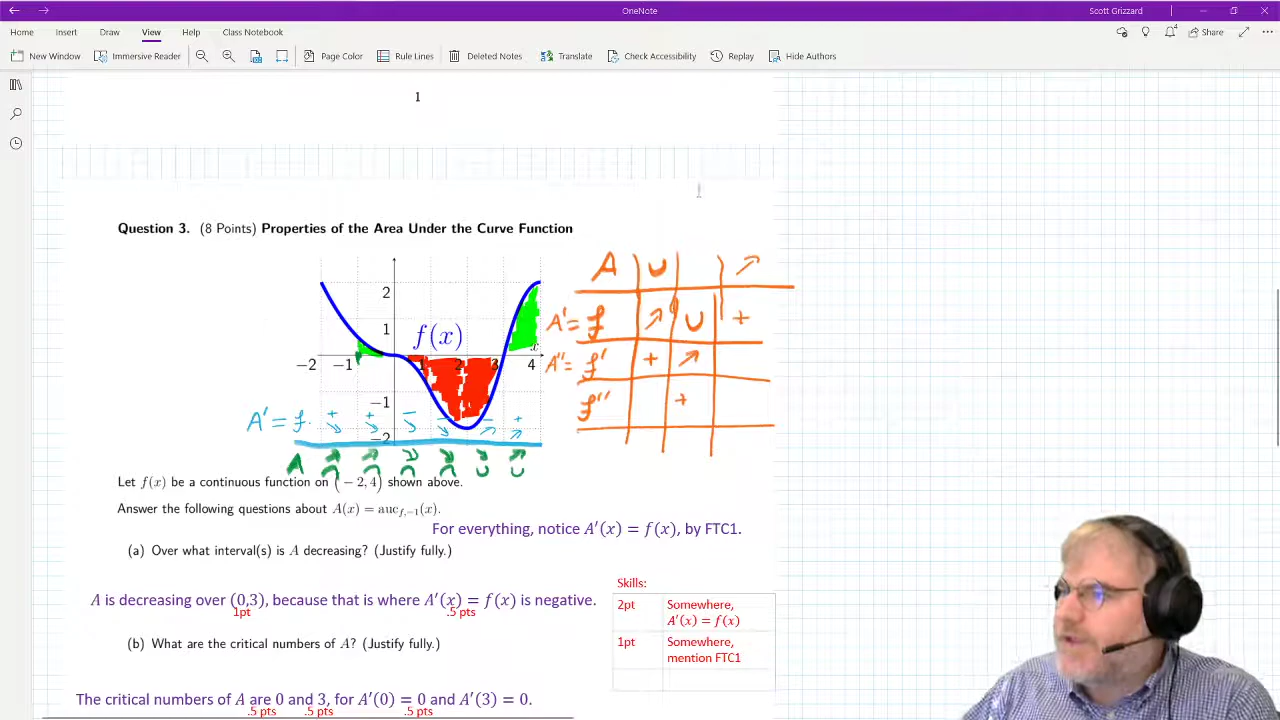 OneNote
Scott Grizzard
Home Insert Draw View Help Class Notebook Share
New Window Immersive Reader Page Color Rule Lines Deleted Notes Translate Check Accessibility Replay Hide Authors
1
Question 3. (8 Points) Properties of the Area Under the Curve Function
2
1
f(x)
x
−2 −1 1 2 3 4
−1
−2
A' = f + + − − − +
A ∩ ∩ ∩ ∩ ∪ ∪
A ∪ ↗
A' = f ↗ ∪ +
A'' = f' + ↗
f'' +
Let f(x) be a continuous function on (−2, 4) shown above.
Answer the following questions about A(x) = auc_{f,−1}(x).
For everything, notice A′(x) = f(x), by FTC1.
(a) Over what interval(s) is A decreasing? (Justify fully.)
A is decreasing over (0,3), because that is where A′(x) = f(x) is negative.
1pt .5 pts
(b) What are the critical numbers of A? (Justify fully.)
The critical numbers of A are 0 and 3, for A′(0) = 0 and A′(3) = 0.
.5 pts .5 pts .5 pts
Skills:
2pt Somewhere,
A′(x) = f(x)
1pt Somewhere,
mention FTC1